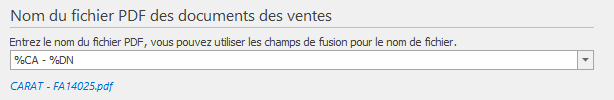 Nom du fichier PDF des documents des ventes
Entrez le nom du fichier PDF, vous pouvez utiliser les champs de fusion pour le nom de fichier.
%CA - %DN
CARAT - FA14025.pdf